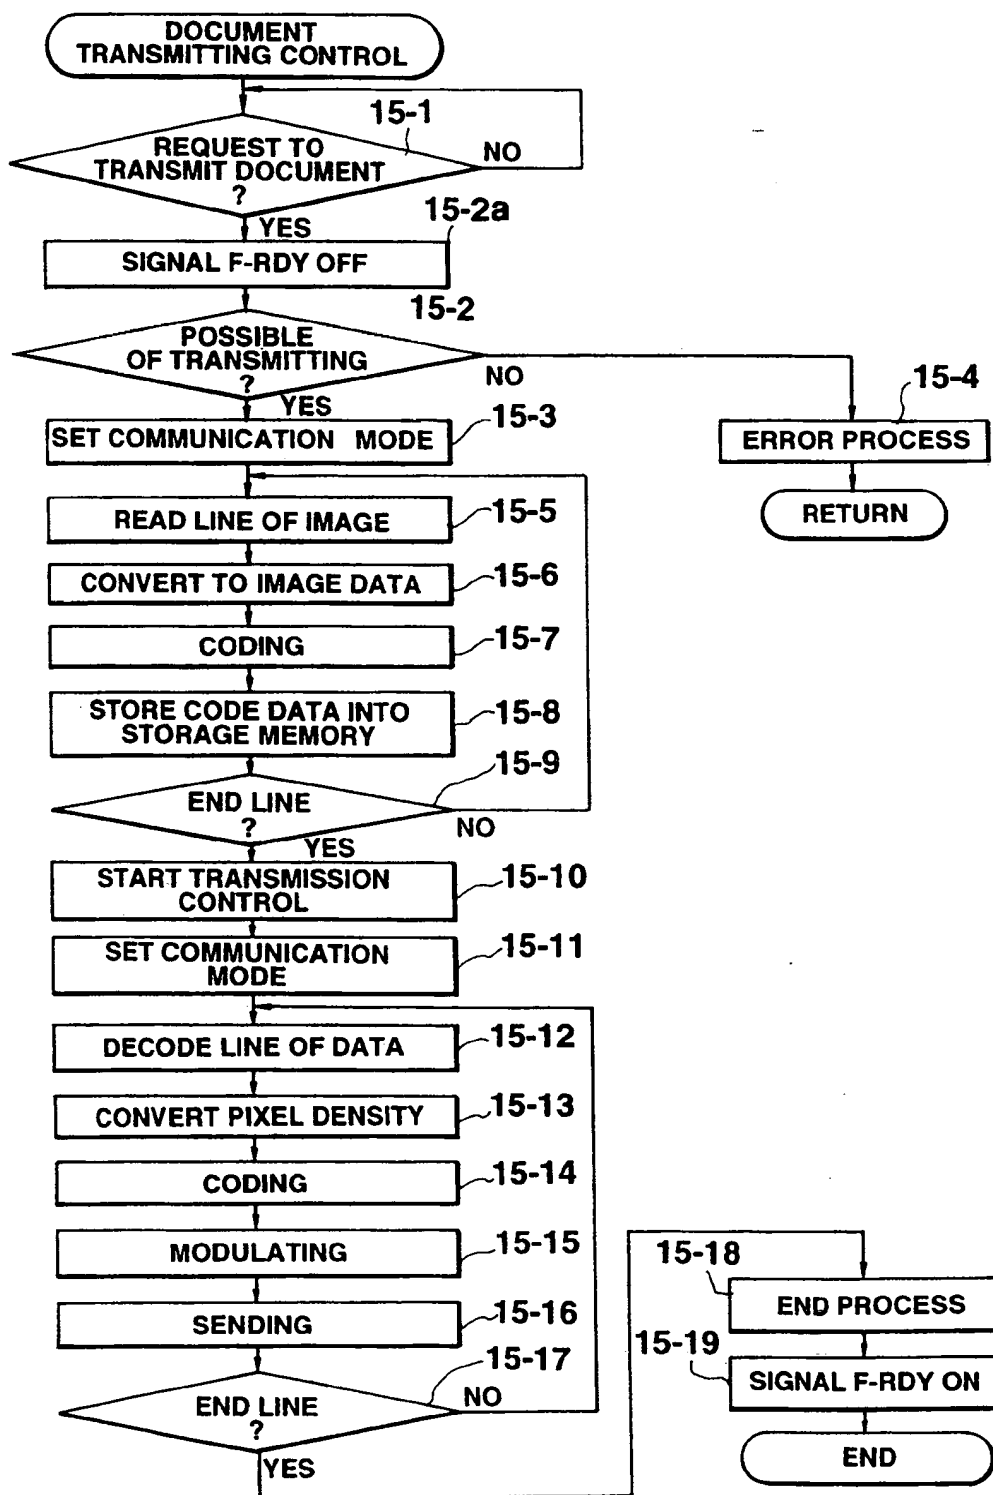 DOCUMENT
TRANSMITTING CONTROL
15-1
REQUEST TO
TRANSMIT DOCUMENT
?
NO
YES
15-2a
SIGNAL F-RDY OFF
15-2
POSSIBLE
OF TRANSMITTING
?
NO
YES
15-3
SET COMMUNICATION MODE
15-4
ERROR PROCESS
RETURN
READ LINE OF IMAGE
15-5
CONVERT TO IMAGE DATA
15-6
CODING
15-7
STORE CODE DATA INTO
STORAGE MEMORY
15-8
15-9
END LINE
?
NO
YES
START TRANSMISSION
CONTROL
15-10
SET COMMUNICATION
MODE
15-11
DECODE LINE OF DATA
15-12
CONVERT PIXEL DENSITY
15-13
CODING
15-14
MODULATING
15-15
SENDING
15-16
15-17
END LINE
?
NO
YES
15-18
END PROCESS
15-19
SIGNAL F-RDY ON
END